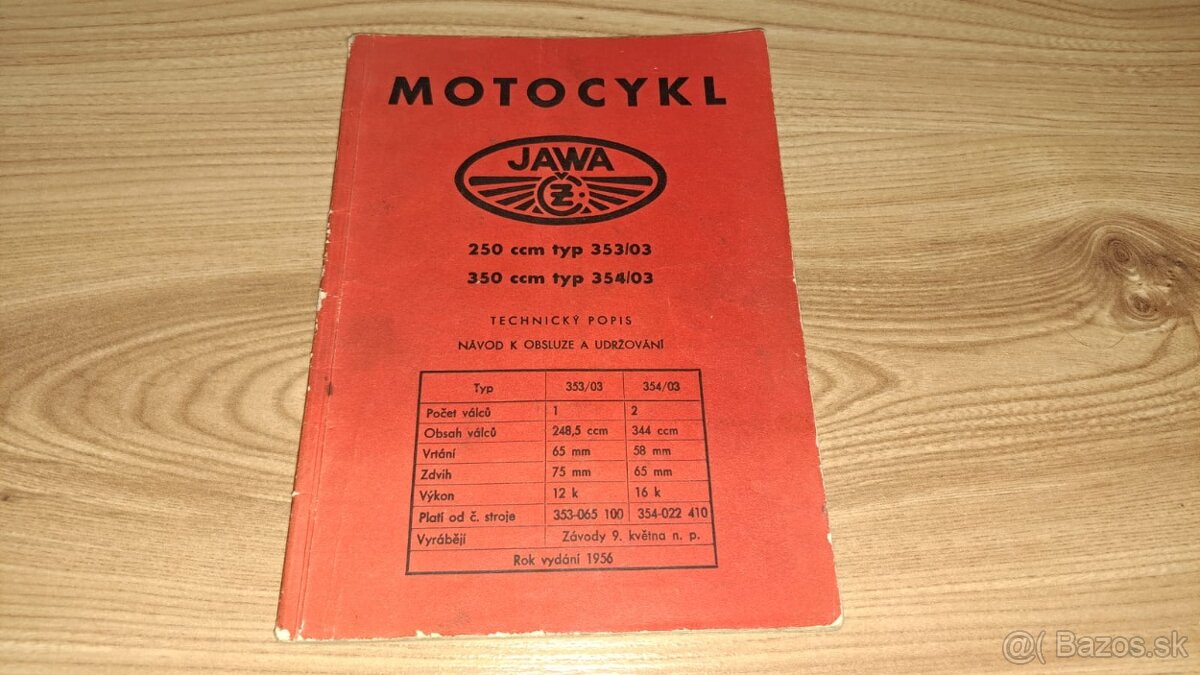 MOTOCYKL
JAWA
ČZ
250 ccm typ 353/03
350 ccm typ 354/03
TECHNICKÝ POPIS
NÁVOD K OBSLUZE A UDRŽOVÁNÍ
Typ 353/03 354/03
Počet válců 1 2
Obsah válců 248,5 ccm 344 ccm
Vrtání 65 mm 58 mm
Zdvih 75 mm 65 mm
Výkon 12 k 16 k
Platí od č. stroje 353-065 100 354-022 410
Vyrábějí Závody 9. května n. p.
Rok vydání 1956
@( Bazos.sk